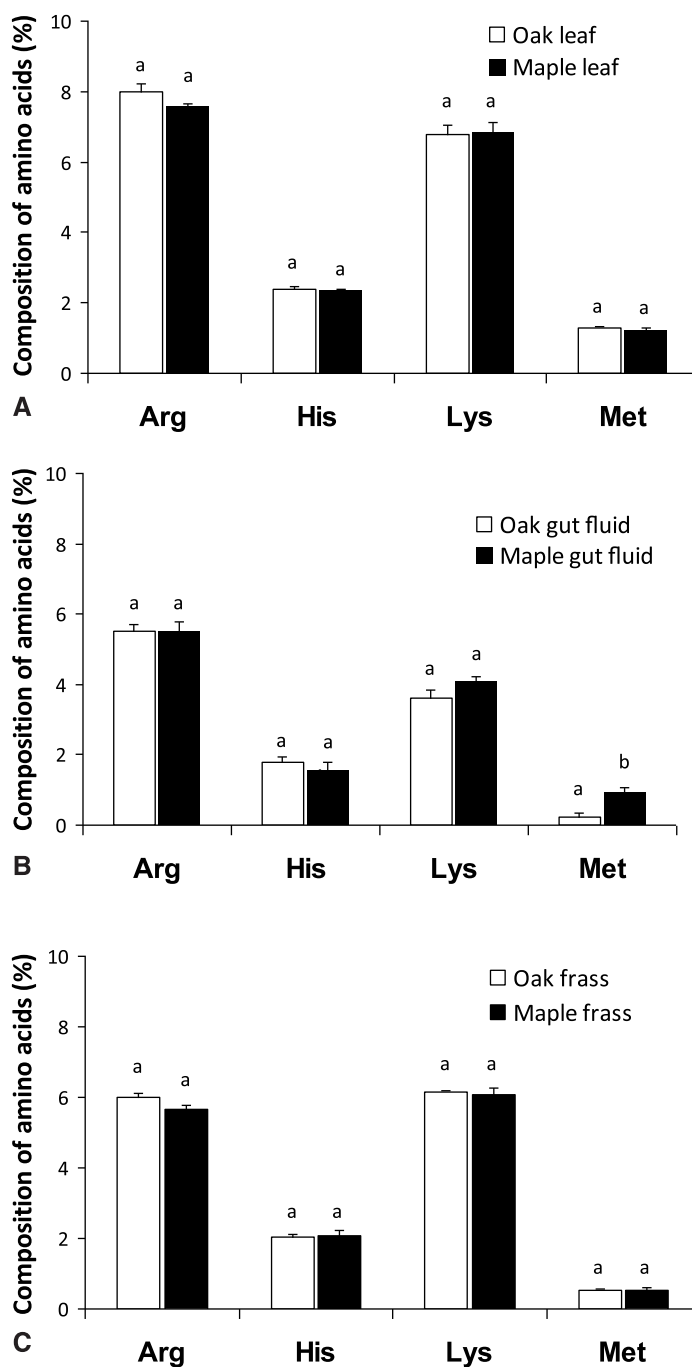 Composition of amino acids (%)
10
8
6
4
2
0
Oak leaf
Maple leaf
a a a a a a a a
Arg His Lys Met
A
Composition of amino acids (%)
10
8
6
4
2
0
Oak gut fluid
Maple gut fluid
a a a a a a a b
Arg His Lys Met
B
Composition of amino acids (%)
10
8
6
4
2
0
Oak frass
Maple frass
a a a a a a a a
Arg His Lys Met
C